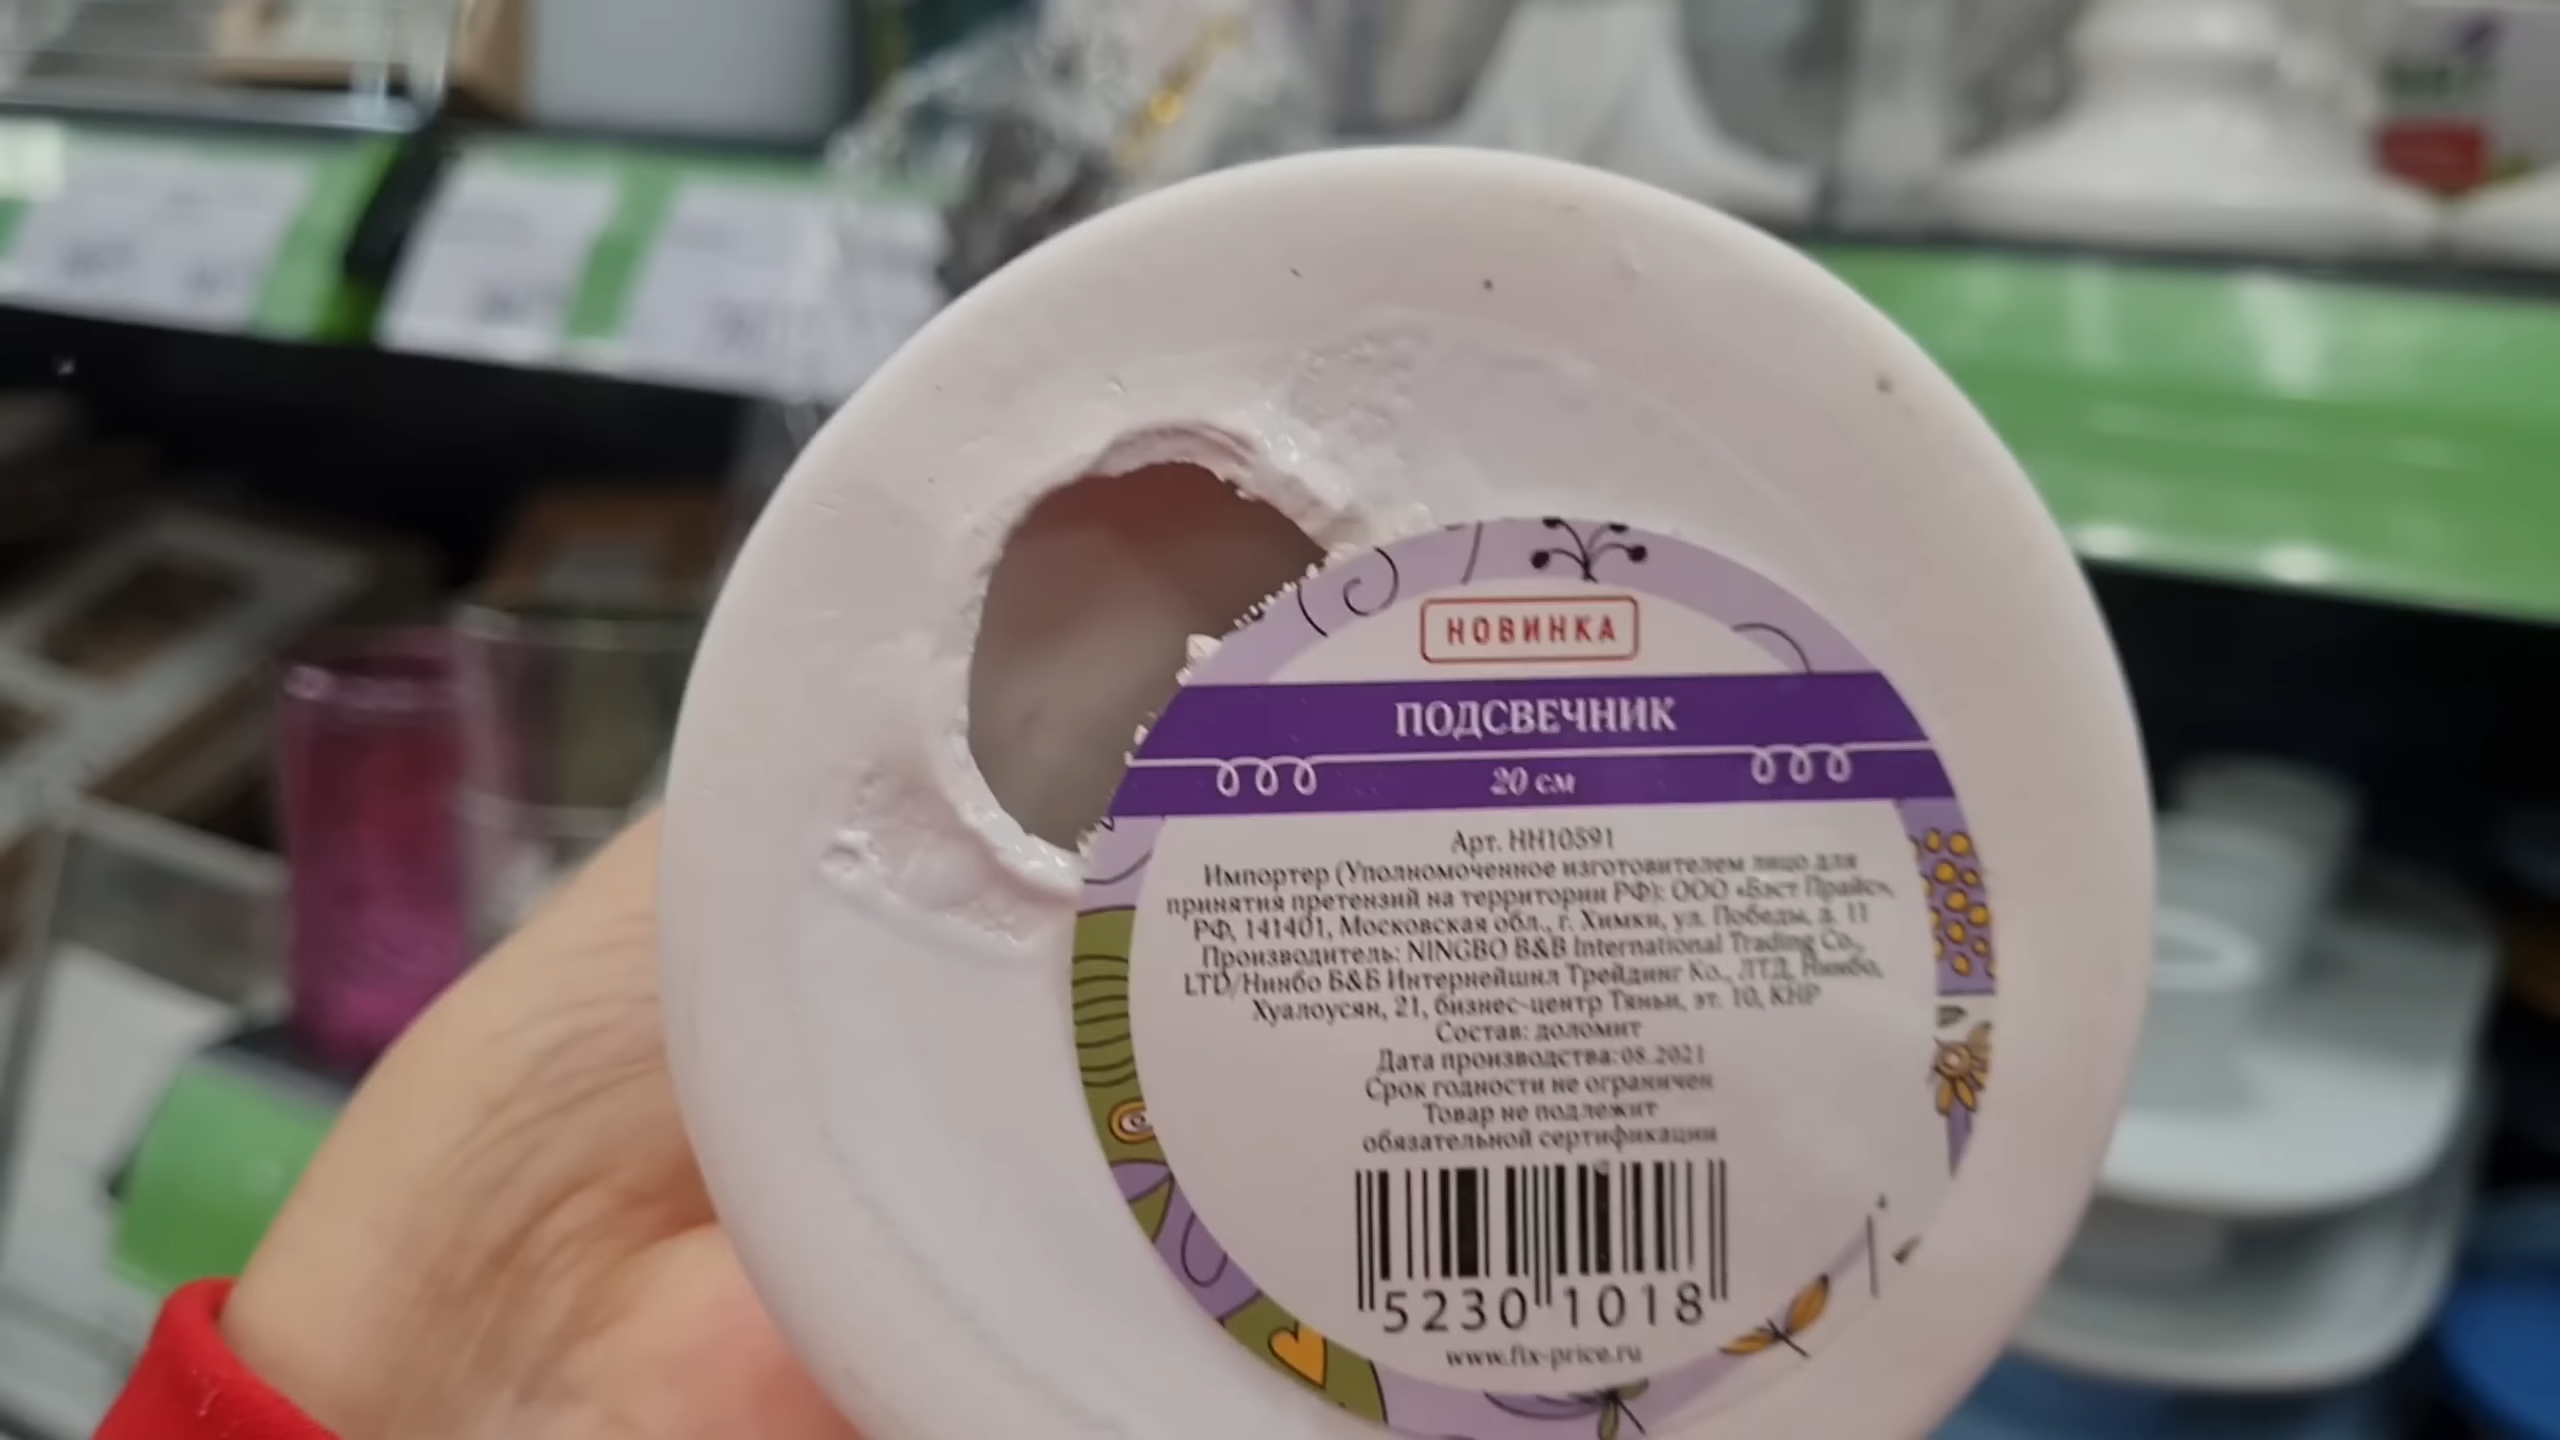 НОВИНКА
ПОДСВЕЧНИК
20 см
Арт. НН10591
Импортер (Уполномоченное изготовителем лицо для
принятия претензий на территории РФ): ООО «Бэст Прайс»,
РФ, 141401, Московская обл., г. Химки, ул. Победы, д. 11
Производитель: NINGBO B&B International Trading Co.,
LTD/Нинбо Б&Б Интернейшнл Трейдинг Ко., ЛТД, Нинбо,
Хуалоусян, 21, бизнес-центр Тяньи, эт. 10, КНР
Состав: доломит
Дата производства:08.2021
Срок годности не ограничен
Товар не подлежит
обязательной сертификации
5230 1018
www.fix-price.ru